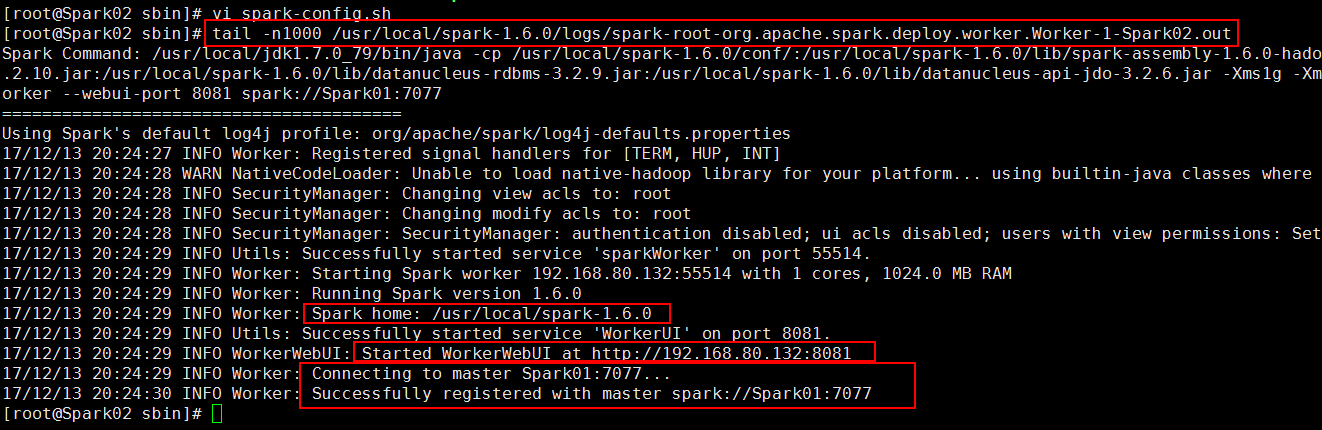 [root@Spark02 sbin]# vi spark-config.sh
[root@Spark02 sbin]# tail -n1000 /usr/local/spark-1.6.0/logs/spark-root-org.apache.spark.deploy.worker.Worker-1-Spark02.out
Spark Command: /usr/local/jdk1.7.0_79/bin/java -cp /usr/local/spark-1.6.0/conf/:/usr/local/spark-1.6.0/lib/spark-assembly-1.6.0-hado
.2.10.jar:/usr/local/spark-1.6.0/lib/datanucleus-rdbms-3.2.9.jar:/usr/local/spark-1.6.0/lib/datanucleus-api-jdo-3.2.6.jar -Xms1g -Xm
orker --webui-port 8081 spark://Spark01:7077
========================================
Using Spark's default log4j profile: org/apache/spark/log4j-defaults.properties
17/12/13 20:24:27 INFO Worker: Registered signal handlers for [TERM, HUP, INT]
17/12/13 20:24:28 WARN NativeCodeLoader: Unable to load native-hadoop library for your platform... using builtin-java classes where
17/12/13 20:24:28 INFO SecurityManager: Changing view acls to: root
17/12/13 20:24:28 INFO SecurityManager: Changing modify acls to: root
17/12/13 20:24:28 INFO SecurityManager: SecurityManager: authentication disabled; ui acls disabled; users with view permissions: Set
17/12/13 20:24:29 INFO Utils: Successfully started service 'sparkWorker' on port 55514.
17/12/13 20:24:29 INFO Worker: Starting Spark worker 192.168.80.132:55514 with 1 cores, 1024.0 MB RAM
17/12/13 20:24:29 INFO Worker: Running Spark version 1.6.0
17/12/13 20:24:29 INFO Worker: Spark home: /usr/local/spark-1.6.0
17/12/13 20:24:29 INFO Utils: Successfully started service 'WorkerUI' on port 8081.
17/12/13 20:24:29 INFO WorkerWebUI: Started WorkerWebUI at http://192.168.80.132:8081
17/12/13 20:24:29 INFO Worker: Connecting to master Spark01:7077...
17/12/13 20:24:30 INFO Worker: Successfully registered with master spark://Spark01:7077
[root@Spark02 sbin]#